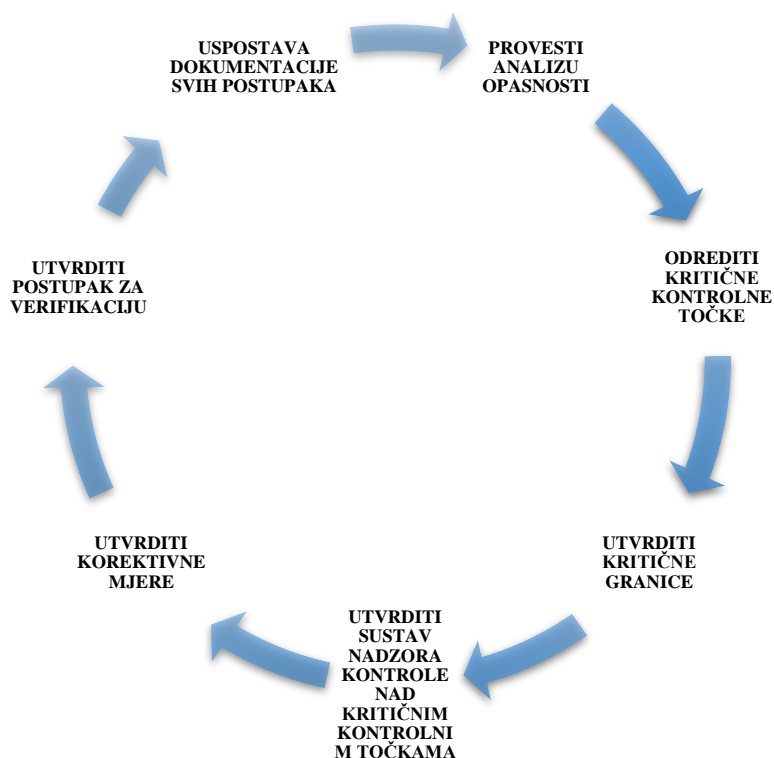 USPOSTAVA
DOKUMENTACIJE
SVIH POSTUPAKA
PROVESTI
ANALIZU
OPASNOSTI
ODREDITI
KRITIČNE
KONTROLNE
TOČKE
UTVRDITI
KRITIČNE
GRANICE
UTVRDITI
SUSTAV
NADZORA
KONTROLE
NAD
KRITIČNIM
KONTROLNI
M TOČKAMA
UTVRDITI
KOREKTIVNE
MJERE
UTVRDITI
POSTUPAK ZA
VERIFIKACIJU